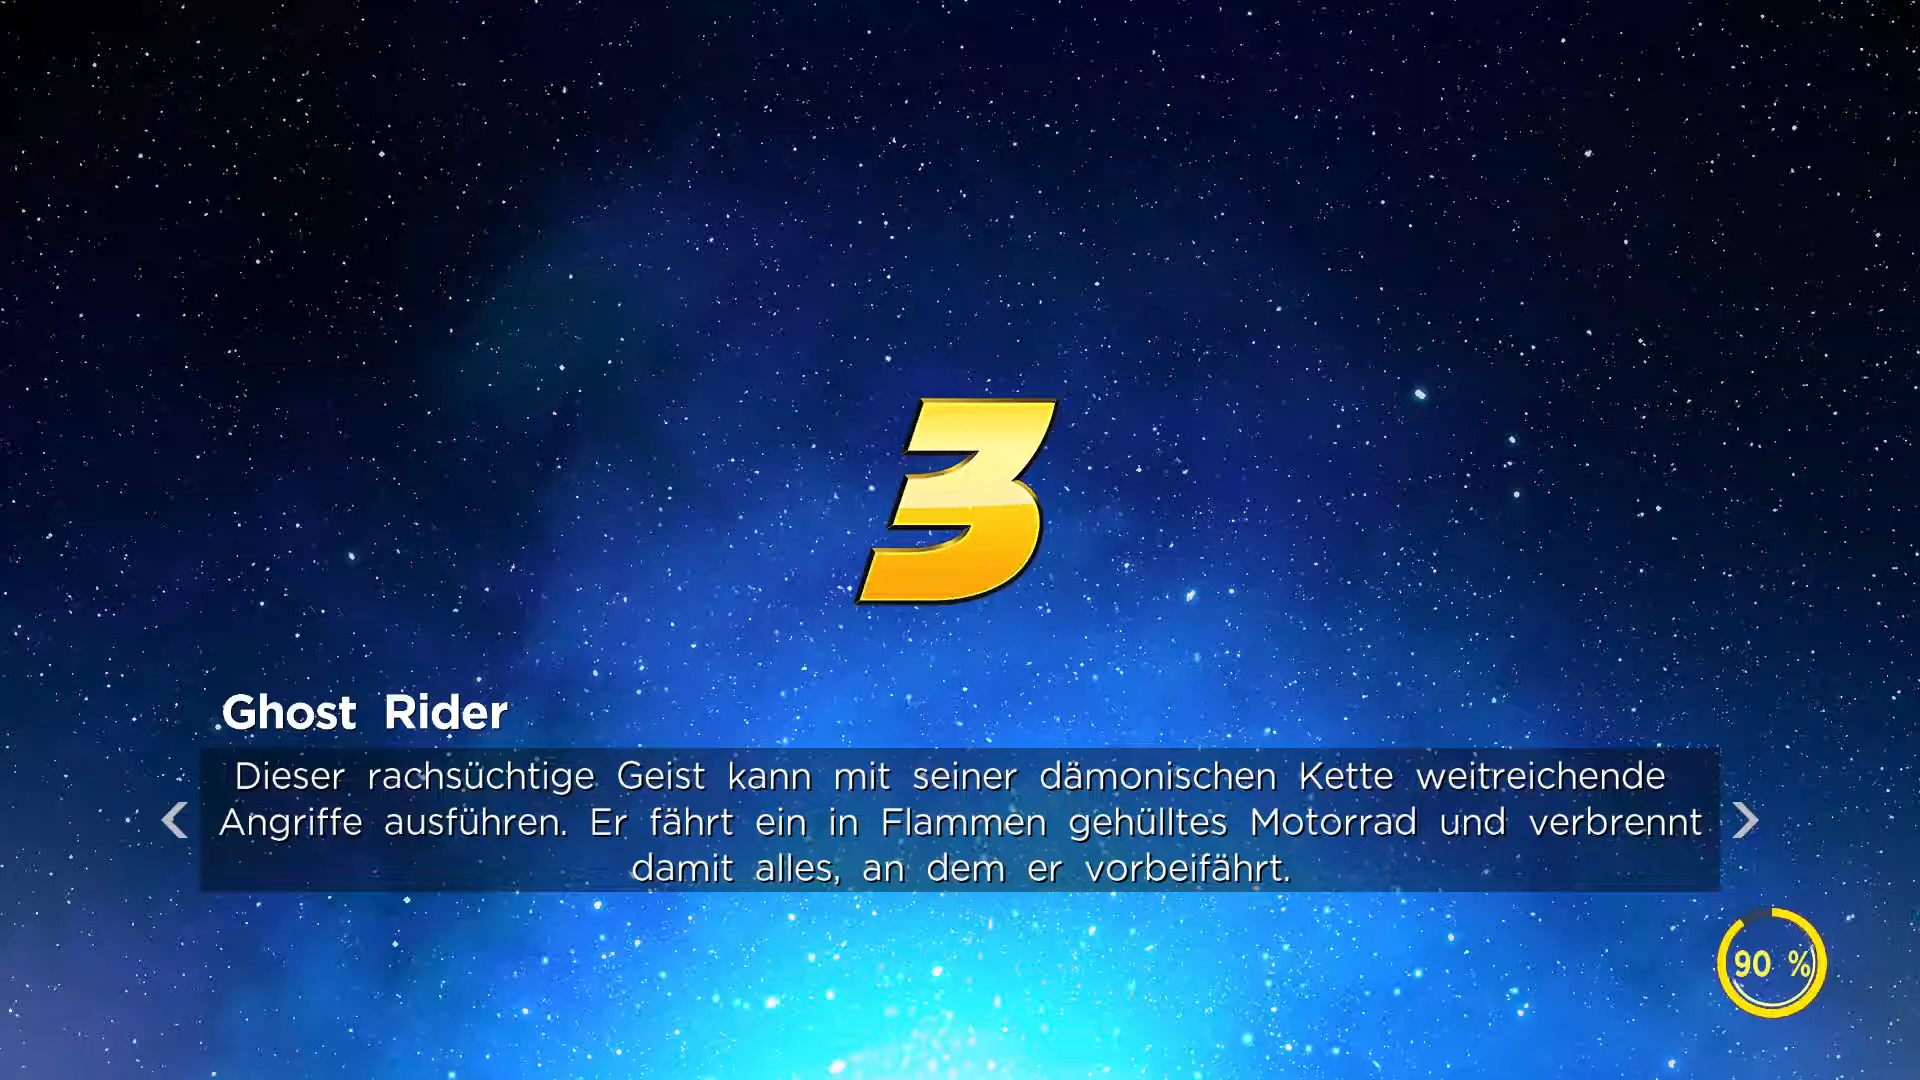 3
Ghost Rider
Dieser rachsüchtige Geist kann mit seiner dämonischen Kette weitreichende
Angriffe ausführen. Er fährt ein in Flammen gehülltes Motorrad und verbrennt
damit alles, an dem er vorbeifährt.
90 %